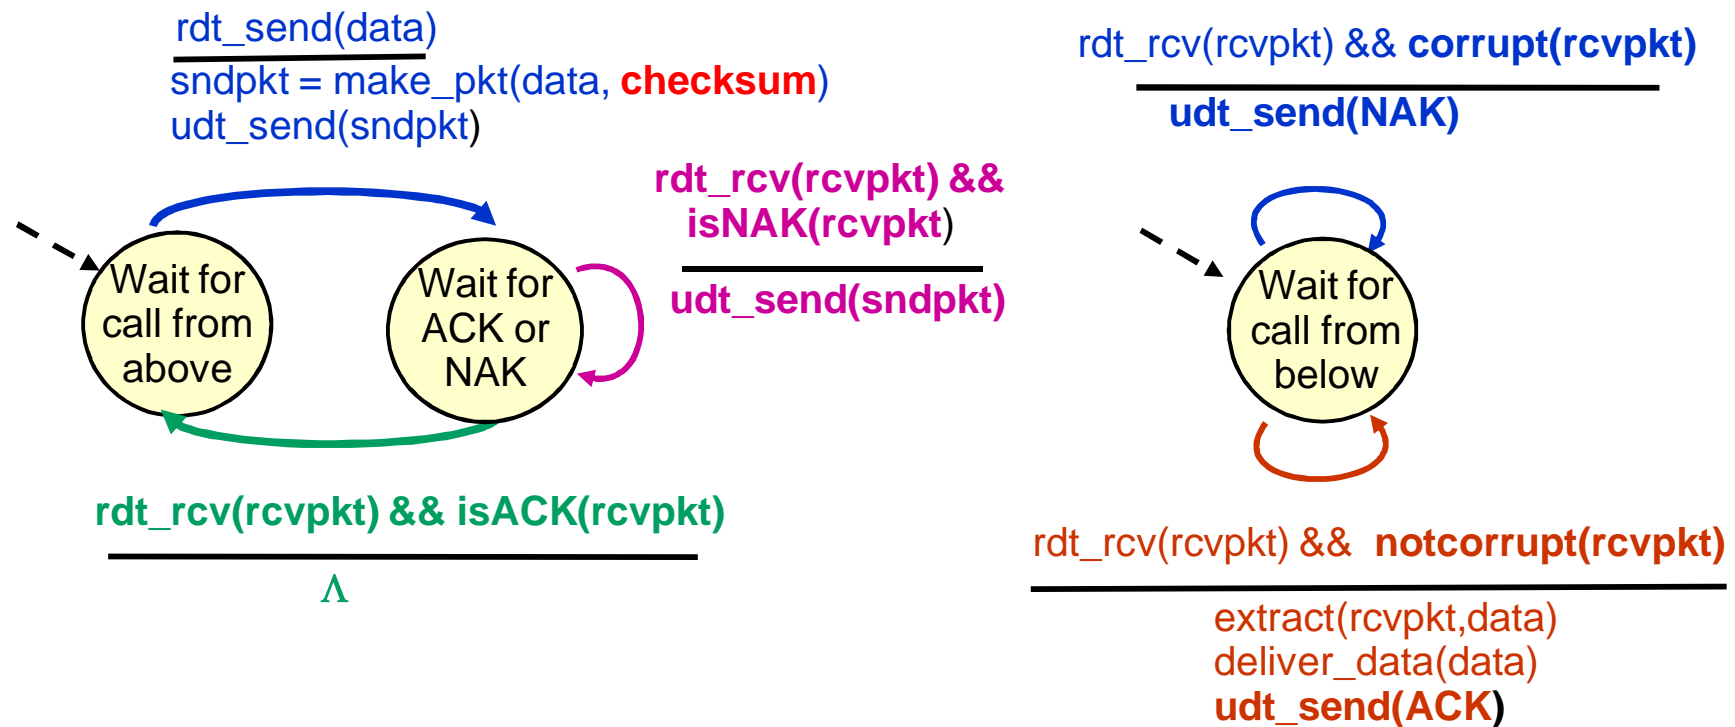 rdt_send(data)
sndpkt = make_pkt(data, checksum)
udt_send(sndpkt)
rdt_rcv(rcvpkt) &&
isNAK(rcvpkt)
udt_send(sndpkt)
Wait for
call from
above
Wait for
ACK or
NAK
rdt_rcv(rcvpkt) && isACK(rcvpkt)
Λ
rdt_rcv(rcvpkt) && corrupt(rcvpkt)
udt_send(NAK)
Wait for
call from
below
rdt_rcv(rcvpkt) && notcorrupt(rcvpkt)
extract(rcvpkt,data)
deliver_data(data)
udt_send(ACK)